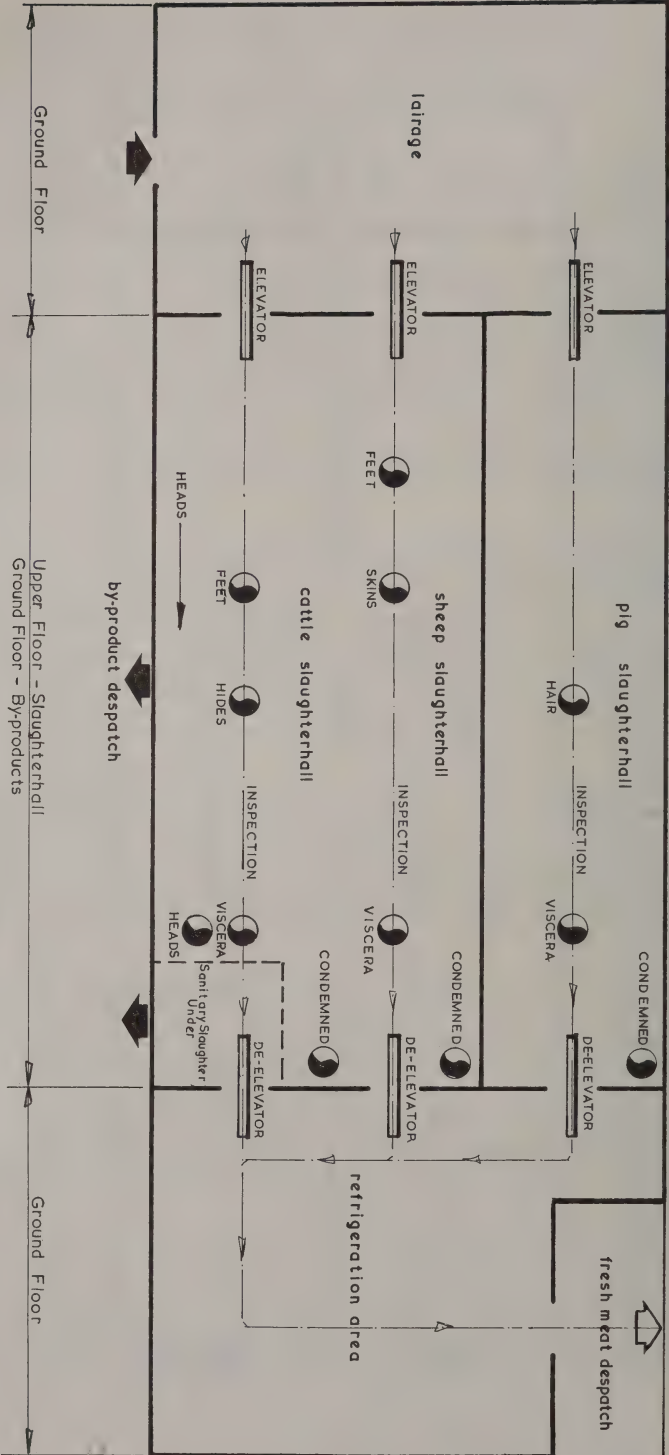 lairage
Ground Floor
ELEVATOR
ELEVATOR
ELEVATOR
pig slaughterhall
HAIR
INSPECTION
VISCERA
CONDEMNED
DE-ELEVATOR
sheep slaughterhall
FEET
SKINS
INSPECTION
VISCERA
CONDEMNED
DE-ELEVATOR
cattle slaughterhall
HEADS
FEET
HIDES
INSPECTION
VISCERA
HEADS
CONDEMNED
Sanitary Slaughter
Under
DE-ELEVATOR
by-product despatch
Upper Floor - Slaughterhall
Ground Floor - By-products
refrigeration area
fresh meat despatch
Ground Floor